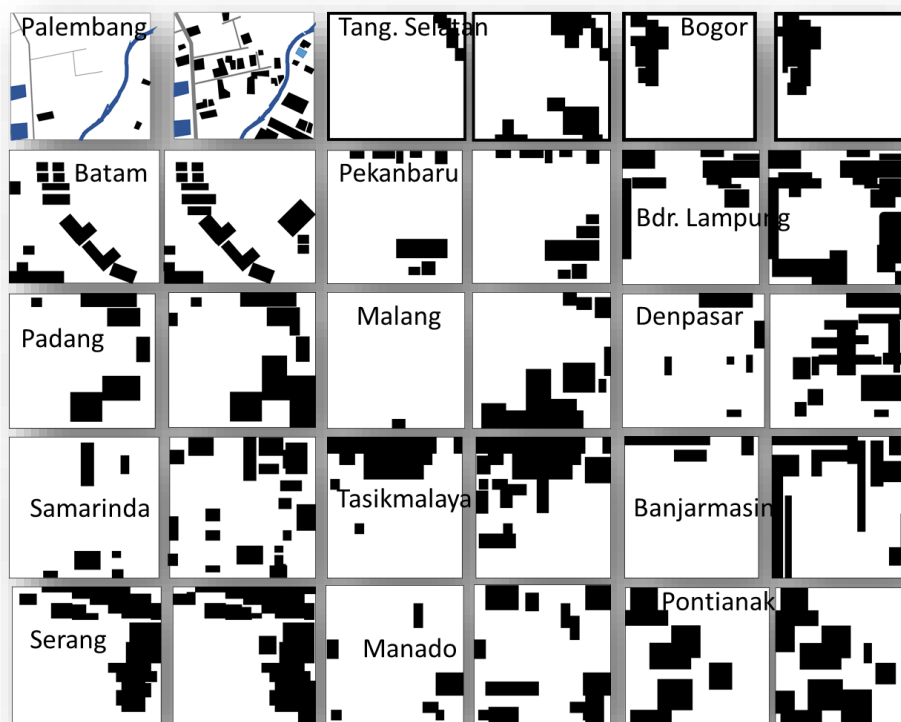 Palembang
Tang. Selatan
Bogor
Batam
Pekanbaru
Bdr. Lampung
Padang
Malang
Denpasar
Samarinda
Tasikmalaya
Banjarmasin
Serang
Manado
Pontianak